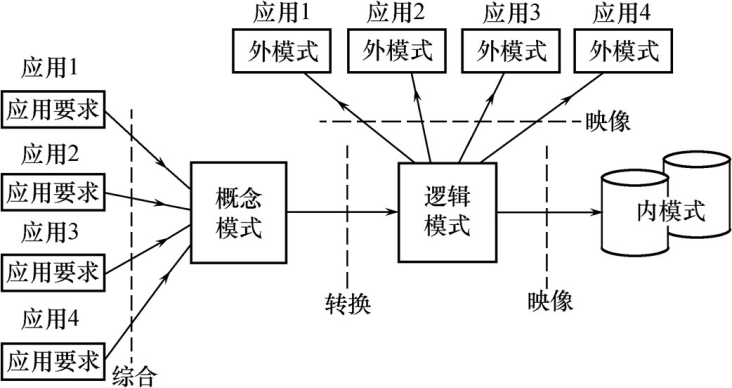 应用1 应用2 应用3 应用4
外模式 外模式 外模式 外模式
应用1
应用要求
映像
应用2
应用要求
概念
模式
逻辑
模式
内模式
应用3
应用要求
转换
映像
应用4
应用要求
综合